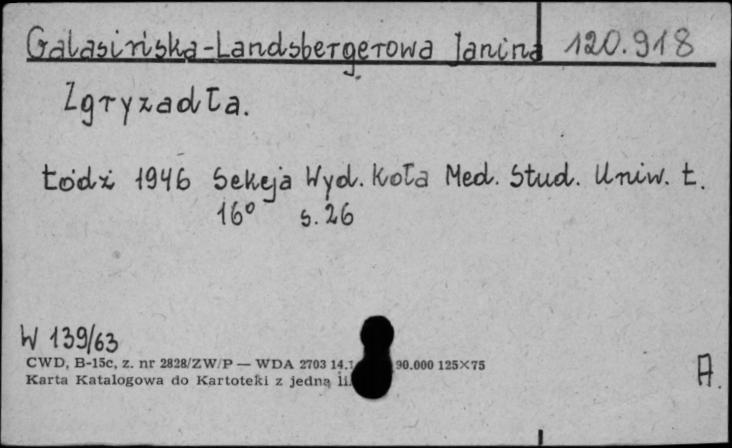 Galasińska-Landsbergerowa Janina 120.918
Zgryzadła.
Łódź 1946 Sekcja Wyd. Koła Med. Stud. Uniw. Ł.
16° s. 26
W 139/63
CWD, B-15c, z. nr 2828/ZW/P — WDA 2703 14.1 90.000 125×75
Karta Katalogowa do Kartoteki z jedną
A.